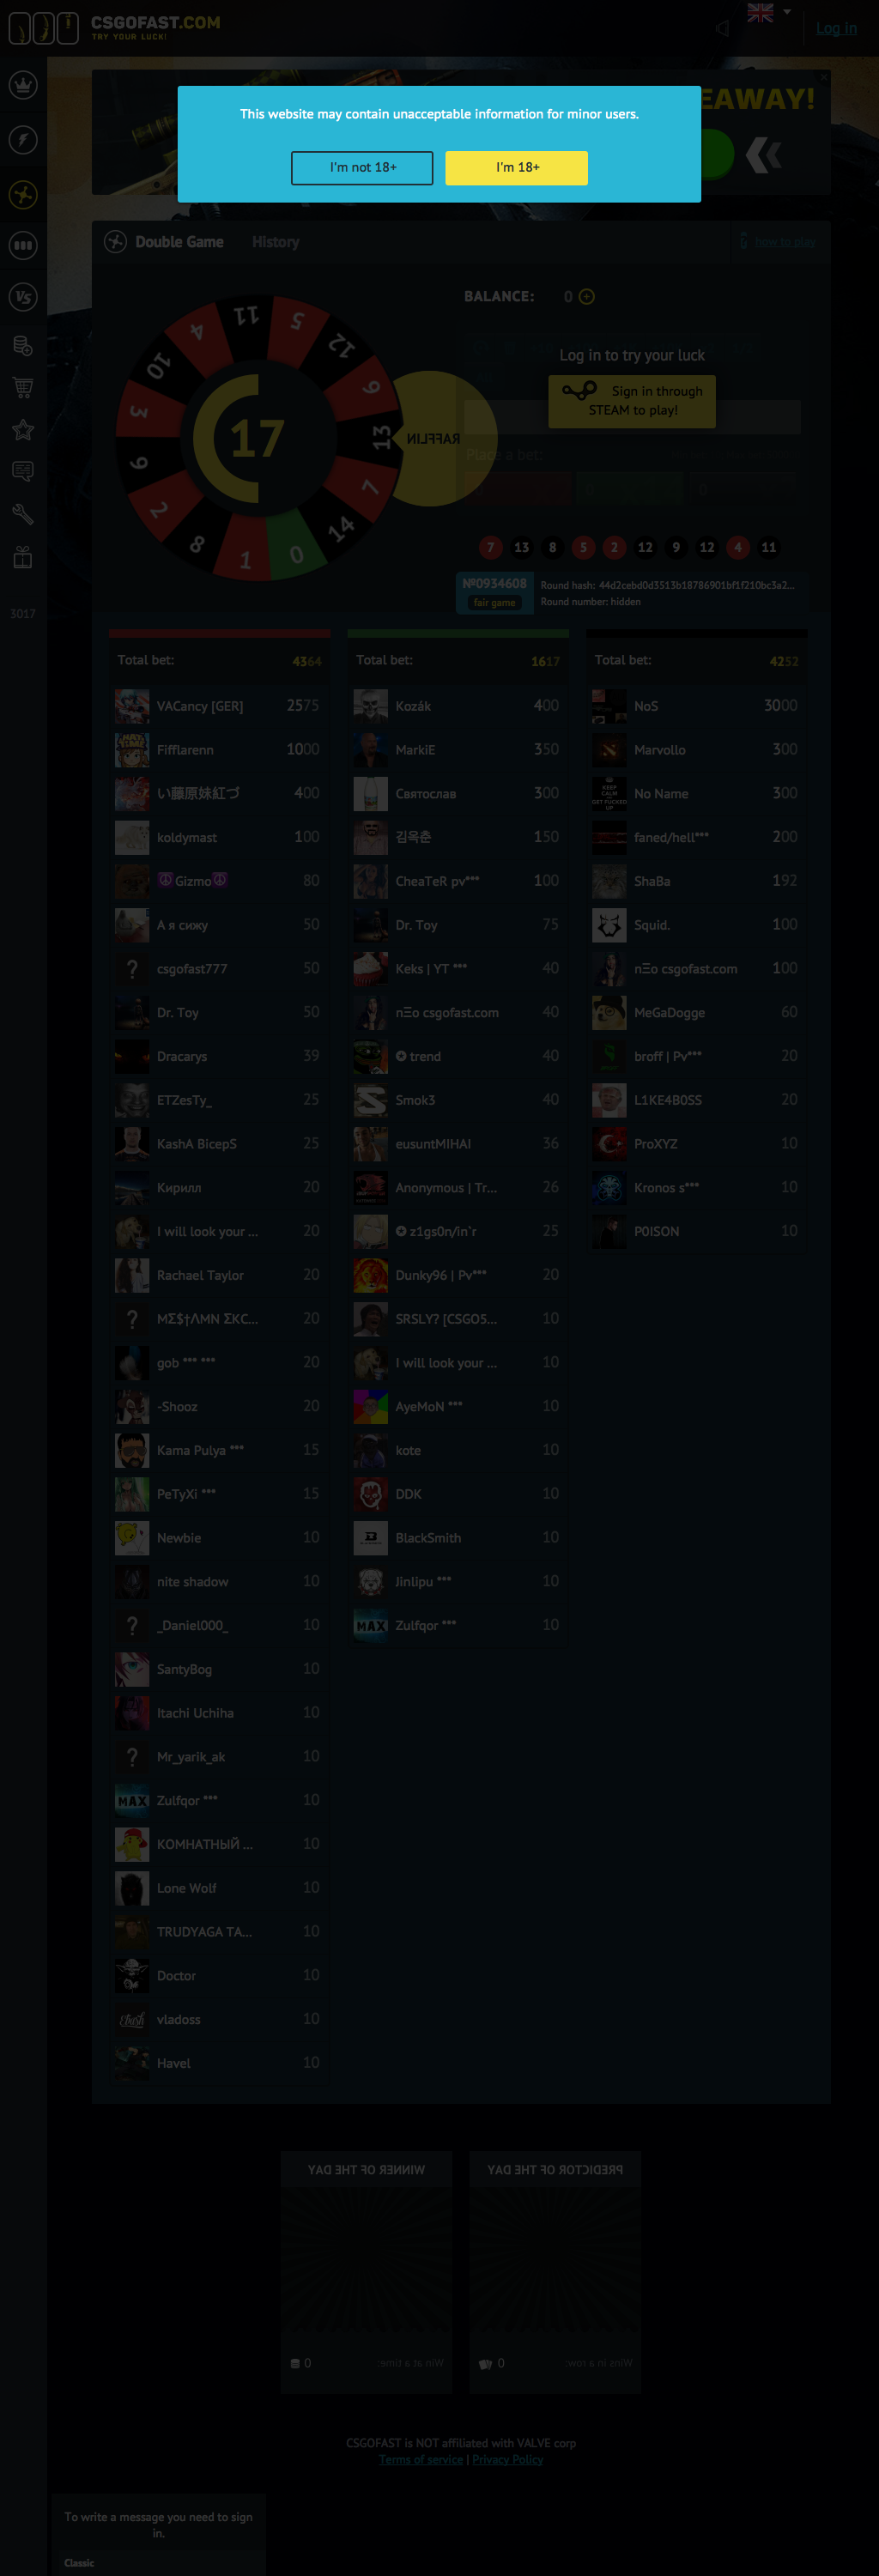 CSGOFAST.COM
TRY YOUR LUCK!
Log in
EAWAY!
This website may contain unacceptable information for minor users.
I'm not 18+
I'm 18+
Double Game
History
how to play
BALANCE:
0
11
5
12
9
13
7
14
0
1
8
2
6
3
10
4
17
RAFFLIN
Log in to try your luck
Sign in through
STEAM to play!
Place a bet:
7 13 8 5 2 12 9 12 4 11
№0934608
fair game
Round hash: 44d2cebd0d3513b18786901bf1f210bc3a2...
Round number: hidden
Total bet: 4364
VACancy [GER] 2575
Fifflarenn 1000
い藤原妹紅づ 400
koldymast 100
☮Gizmo☮ 80
А я сижу 50
csgofast777 50
Dr. Toy 50
Dracarys 39
ETZesTy_ 25
KashA BicepS 25
Кирилл 20
I will look your ... 20
Rachael Taylor 20
MΣ$†ΛMN ΣKC... 20
gob *** *** 20
-Shooz 20
Kama Pulya *** 15
PeTyXi *** 15
Newbie 10
nite shadow 10
_Daniel000_ 10
SantyBog 10
Itachi Uchiha 10
Mr_yarik_ak 10
MAX
Zulfqor *** 10
КОМНАТНЫЙ ... 10
Lone Wolf 10
TRUDYAGA TA... 10
Doctor 10
vladoss 10
Havel 10
Total bet: 1617
Kozák 400
MarkiE 350
Святослав 300
김옥춘 150
CheaTeR pv*** 100
Dr. Toy 75
Keks | YT *** 40
nΞo csgofast.com 40
✪ trend 40
Smok3 40
eusuntMIHAI 36
Anonymous | Tr... 26
✪ z1gs0n/in`r 25
Dunky96 | Pv*** 20
SRSLY? [CSGO5... 10
I will look your ... 10
AyeMoN *** 10
kote 10
DDK 10
BlackSmith 10
Jinlipu *** 10
MAX
Zulfqor *** 10
Total bet: 4252
NoS 3000
Marvollo 300
KEEP
CALM
GET FUCKED
UP
No Name 300
faned/hell*** 200
ShaBa 192
Squid. 100
nΞo csgofast.com 100
MeGaDogge 60
broff | Pv*** 20
L1KE4B0SS 20
ProXYZ 10
Kronos s*** 10
P0ISON 10
3017
WINNER OF THE DAY
0
Win at a time:
PREDICTOR OF THE DAY
0
Wins in a row:
CSGOFAST is NOT affiliated with VALVE corp
Terms of service | Privacy Policy
To write a message you need to sign
in.
Classic